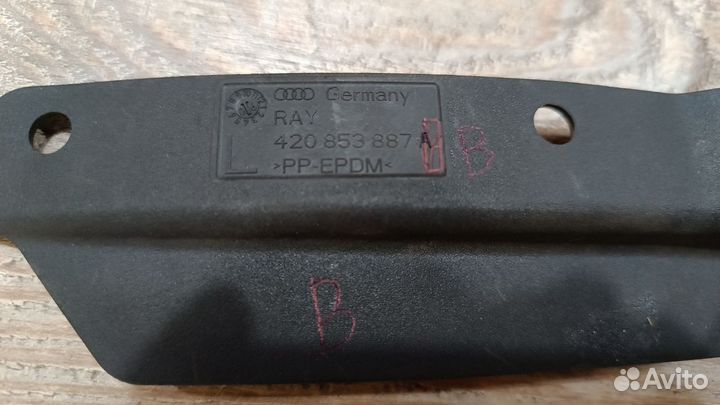 Germany
RAY
L 420 853 887 A B
>PP-EPDM<
B
Avito